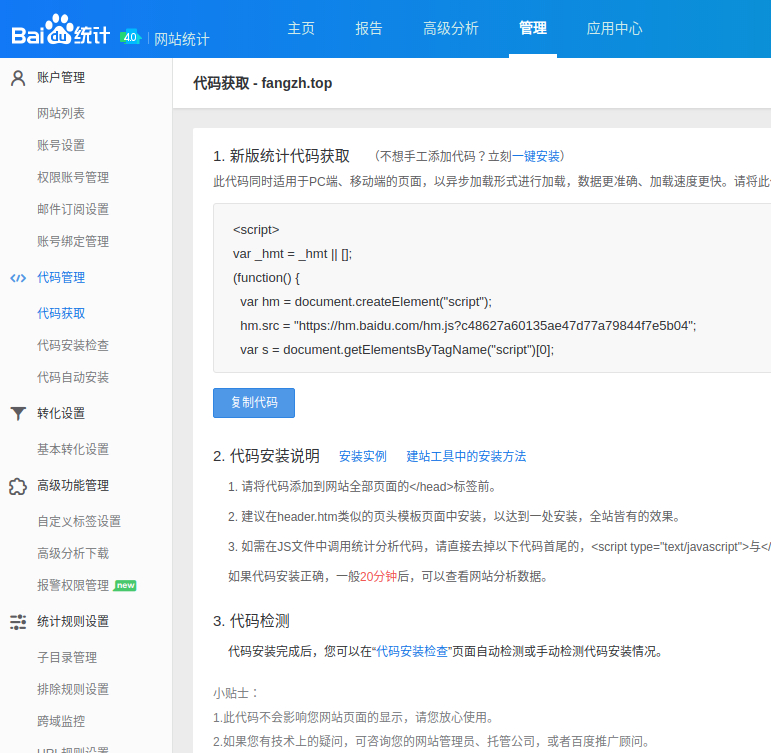 Bai du 统计 4.0 网站统计
主页 报告 高级分析 管理 应用中心
账户管理
网站列表
账号设置
权限账号管理
邮件订阅设置
账号绑定管理
代码管理
代码获取
代码安装检查
代码自动安装
转化设置
基本转化设置
高级功能管理
自定义标签设置
高级分析下载
报警权限管理 new
统计规则设置
子目录管理
排除规则设置
跨域监控
URL规则设置
代码获取 - fangzh.top
1. 新版统计代码获取 （不想手工添加代码？立刻一键安装）
此代码同时适用于PC端、移动端的页面，以异步加载形式进行加载，数据更准确、加载速度更快。请将此
<script>
var _hmt = _hmt || [];
(function() {
var hm = document.createElement("script");
hm.src = "https://hm.baidu.com/hm.js?c48627a60135ae47d77a79844f7e5b04";
var s = document.getElementsByTagName("script")[0];
复制代码
2. 代码安装说明 安装实例 建站工具中的安装方法
1. 请将代码添加到网站全部页面的</head>标签前。
2. 建议在header.htm类似的页头模板页面中安装，以达到一处安装，全站皆有的效果。
3. 如需在JS文件中调用统计分析代码，请直接去掉以下代码首尾的，<script type="text/javascript">与</
如果代码安装正确，一般20分钟后，可以查看网站分析数据。
3. 代码检测
代码安装完成后，您可以在“代码安装检查”页面自动检测或手动检测代码安装情况。
小贴士：
1.此代码不会影响您网站页面的显示，请您放心使用。
2.如果您有技术上的疑问，可咨询您的网站管理员、托管公司，或者百度推广顾问。